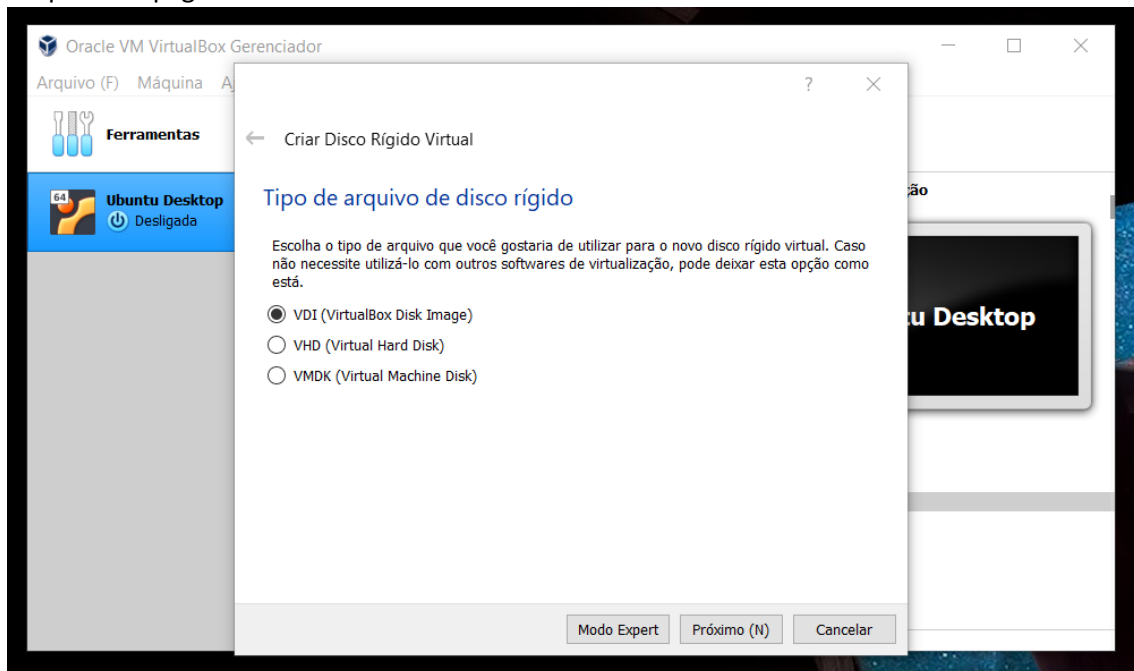 Oracle VM VirtualBox Gerenciador
Arquivo (F) Máquina
?
Ferramentas
Criar Disco Rígido Virtual
64
Ubuntu Desktop
Desligada
Tipo de arquivo de disco rígido
Escolha o tipo de arquivo que você gostaria de utilizar para o novo disco rígido virtual. Caso
não necessite utilizá-lo com outros softwares de virtualização, pode deixar esta opção como
está.
VDI (VirtualBox Disk Image)
VHD (Virtual Hard Disk)
VMDK (Virtual Machine Disk)
ção
tu Desktop
Modo Expert
Próximo (N)
Cancelar